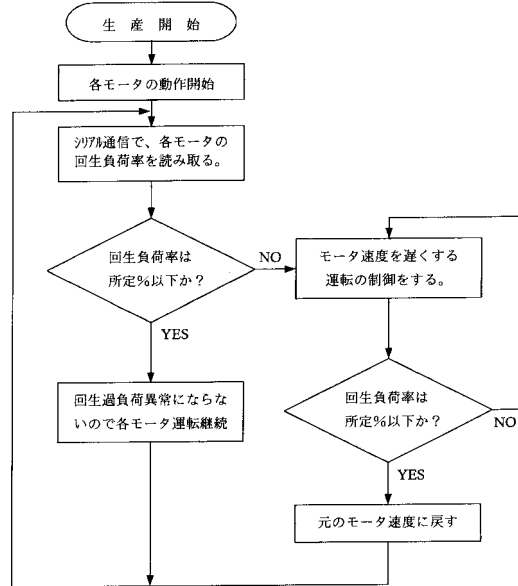 生産開始
各モータの動作開始
シリアル通信で、各モータの
回生負荷率を読み取る。
回生負荷率は
所定%以下か？
NO
YES
回生過負荷異常にならな
いので各モータ運転継続
モータ速度を遅くする
運転の制御をする。
回生負荷率は
所定%以下か？
NO
YES
元のモータ速度に戻す